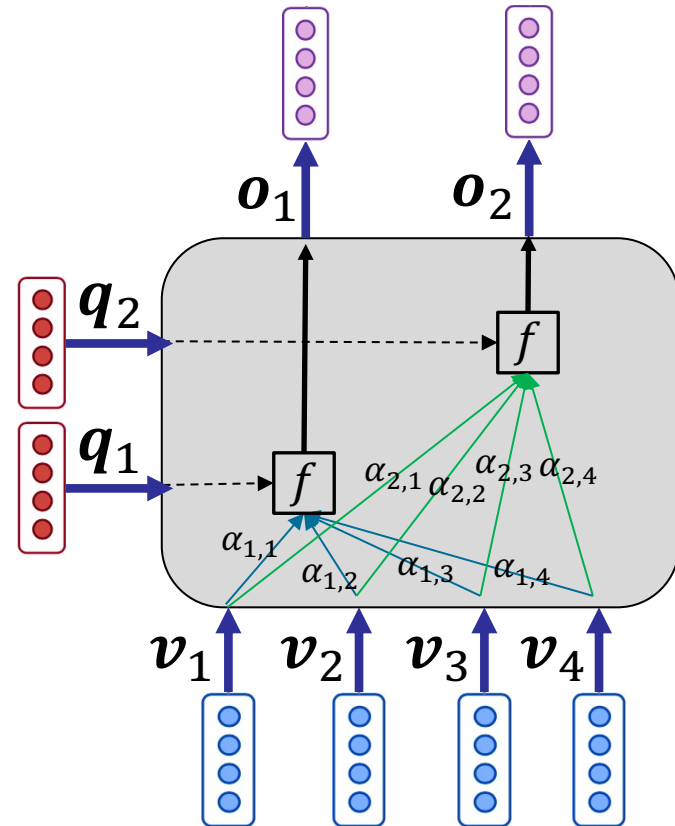 𝒐₁ 𝒐₂
𝒒₂
f
𝒒₁
f
α₂,₁ α₂,₂ α₂,₃ α₂,₄
α₁,₁ α₁,₂ α₁,₃ α₁,₄
𝒗₁ 𝒗₂ 𝒗₃ 𝒗₄